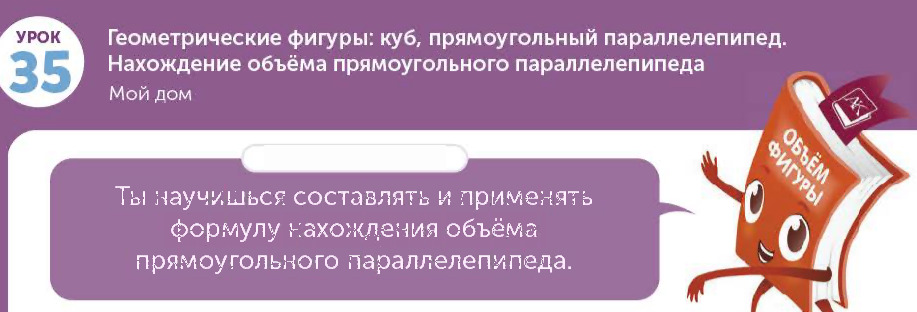 УРОК
35
Геометрические фигуры: куб, прямоугольный параллелепипед.
Нахождение объёма прямоугольного параллелепипеда
Мой дом
Ты научишься составлять и применять
формулу нахождения объёма
прямоугольного параллелепипеда.
ОБЪЁМ
ФИГУРЫ
АК